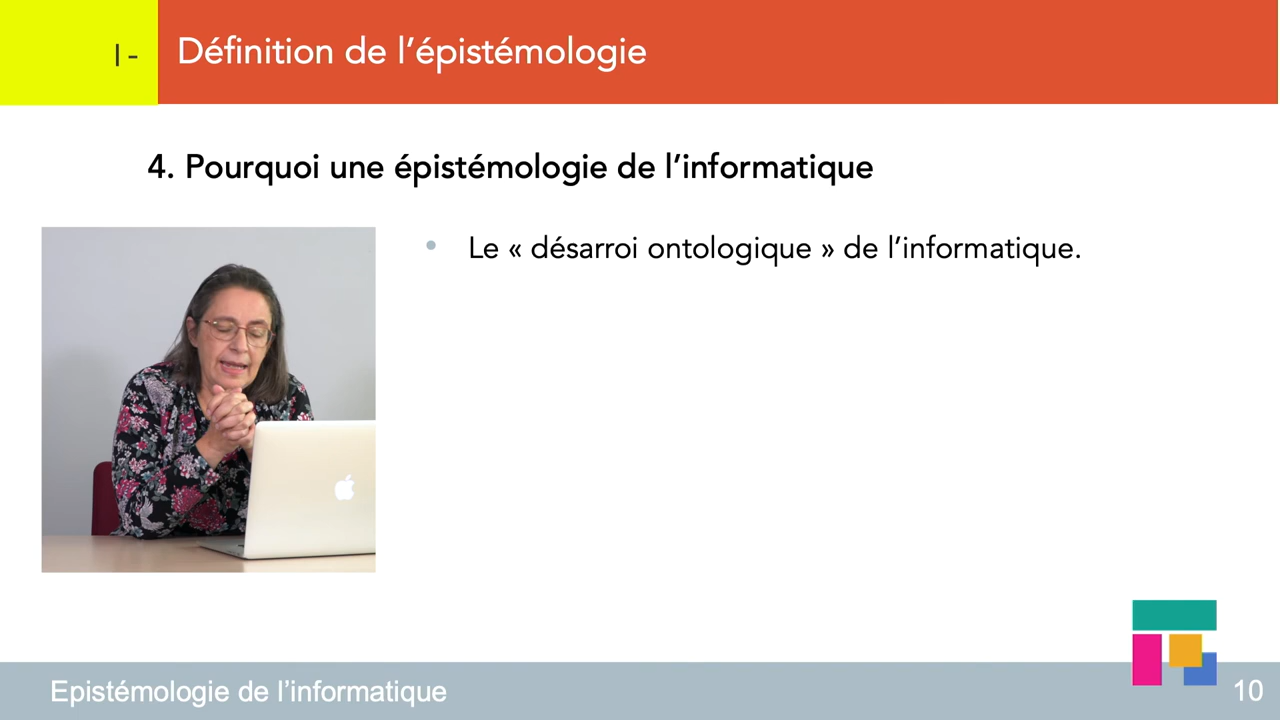 I -
Définition de l’épistémologie
4. Pourquoi une épistémologie de l’informatique
• Le « désarroi ontologique » de l’informatique.
Epistémologie de l’informatique
10